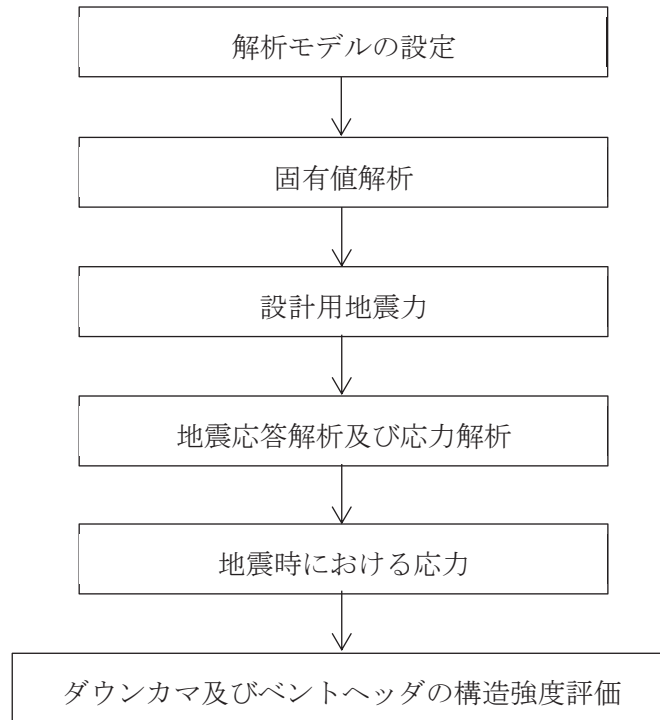 解析モデルの設定
固有値解析
設計用地震力
地震応答解析及び応力解析
地震時における応力
ダウンカマ及びベントヘッダの構造強度評価